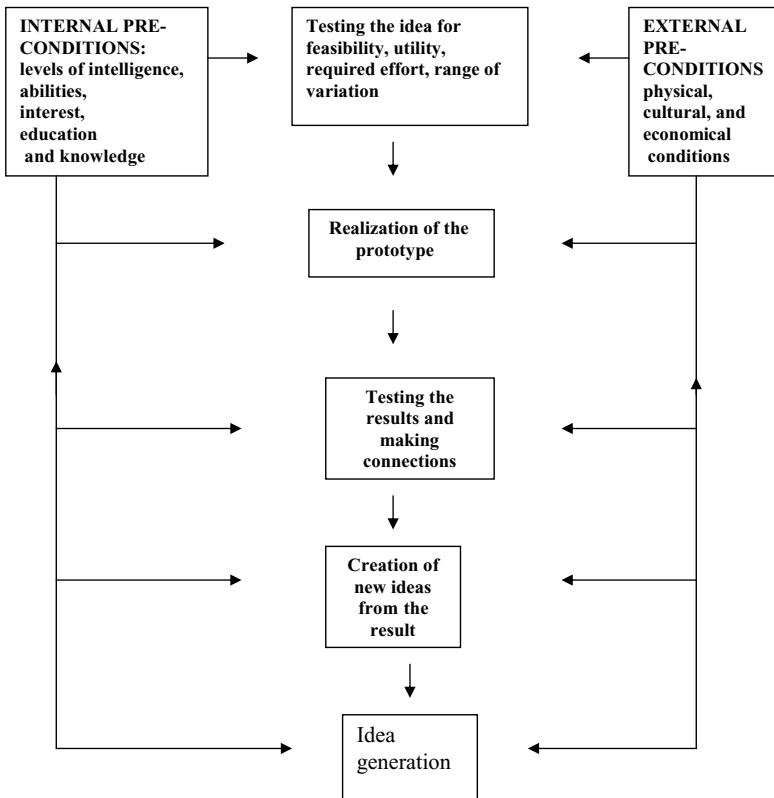 INTERNAL PRE-
CONDITIONS:
levels of intelligence,
abilities,
interest,
education
and knowledge
Testing the idea for
feasibility, utility,
required effort, range of
variation
EXTERNAL
PRE-
CONDITIONS
physical,
cultural, and
economical
conditions
Realization of the
prototype
Testing the
results and
making
connections
Creation of
new ideas
from the
result
Idea
generation